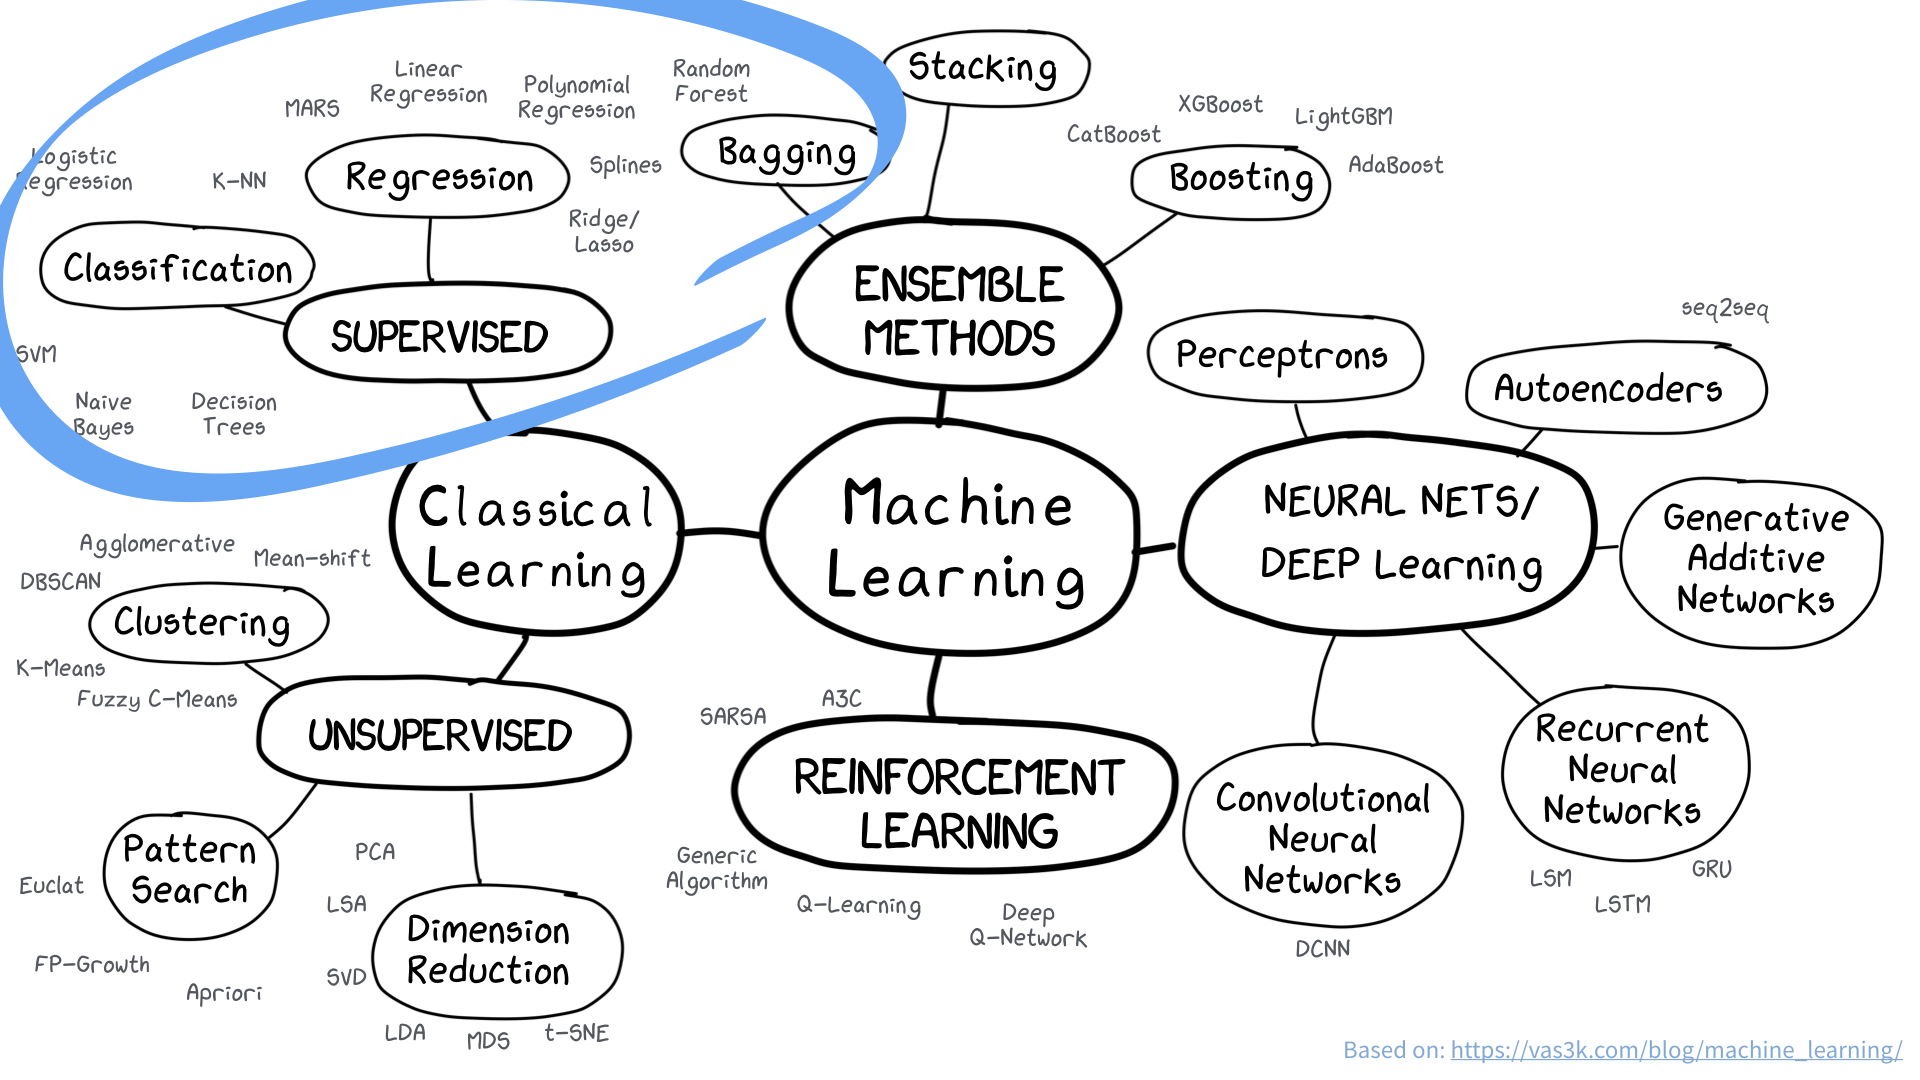 Stacking
Linear
Regression
Polynomial
Regression
Random
Forest
MARS
XGBoost
LightGBM
CatBoost
Bagging
Boosting
AdaBoost
Logistic
Regression
K-NN
Regression
Splines
Ridge/
Lasso
Classification
ENSEMBLE
METHODS
SUPERVISED
seq2seq
Perceptrons
Autoencoders
SVM
Naive
Bayes
Decision
Trees
Classical
Learning
Machine
Learning
NEURAL NETS/
DEEP Learning
Generative
Additive
Networks
Agglomerative
Mean-shift
DBSCAN
Clustering
K-Means
Fuzzy C-Means
UNSUPERVISED
SARSA
A3C
REINFORCEMENT
LEARNING
Recurrent
Neural
Networks
Convolutional
Neural
Networks
Pattern
Search
PCA
Euclat
LSA
Generic
Algorithm
Q-Learning
Deep
Q-Network
LSM
GRU
LSTM
DCNN
Dimension
Reduction
FP-Growth
Apriori
SVD
LDA
MDS
t-SNE
Based on: https://vas3k.com/blog/machine_learning/